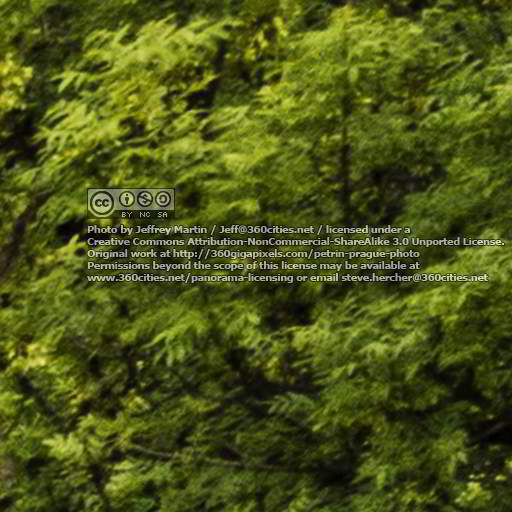 cc
BY NC SA
Photo by Jeffrey Martin / Jeff@360cities.net / licensed under a
Creative Commons Attribution-NonCommercial-ShareAlike 3.0 Unported License.
Original work at http://360gigapixels.com/petrin-prague-photo
Permissions beyond the scope of this license may be available at
www.360cities.net/panorama-licensing or email steve.hercher@360cities.net